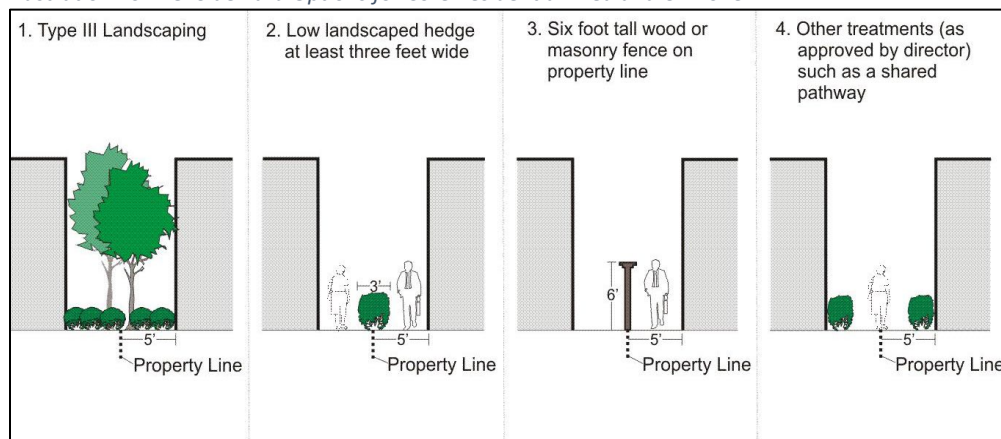 1. Type III Landscaping
2. Low landscaped hedge
at least three feet wide
3. Six foot tall wood or
masonry fence on
property line
4. Other treatments (as
approved by director)
such as a shared
pathway
5'
Property Line
3'
5'
Property Line
6'
5'
Property Line
5'
Property Line